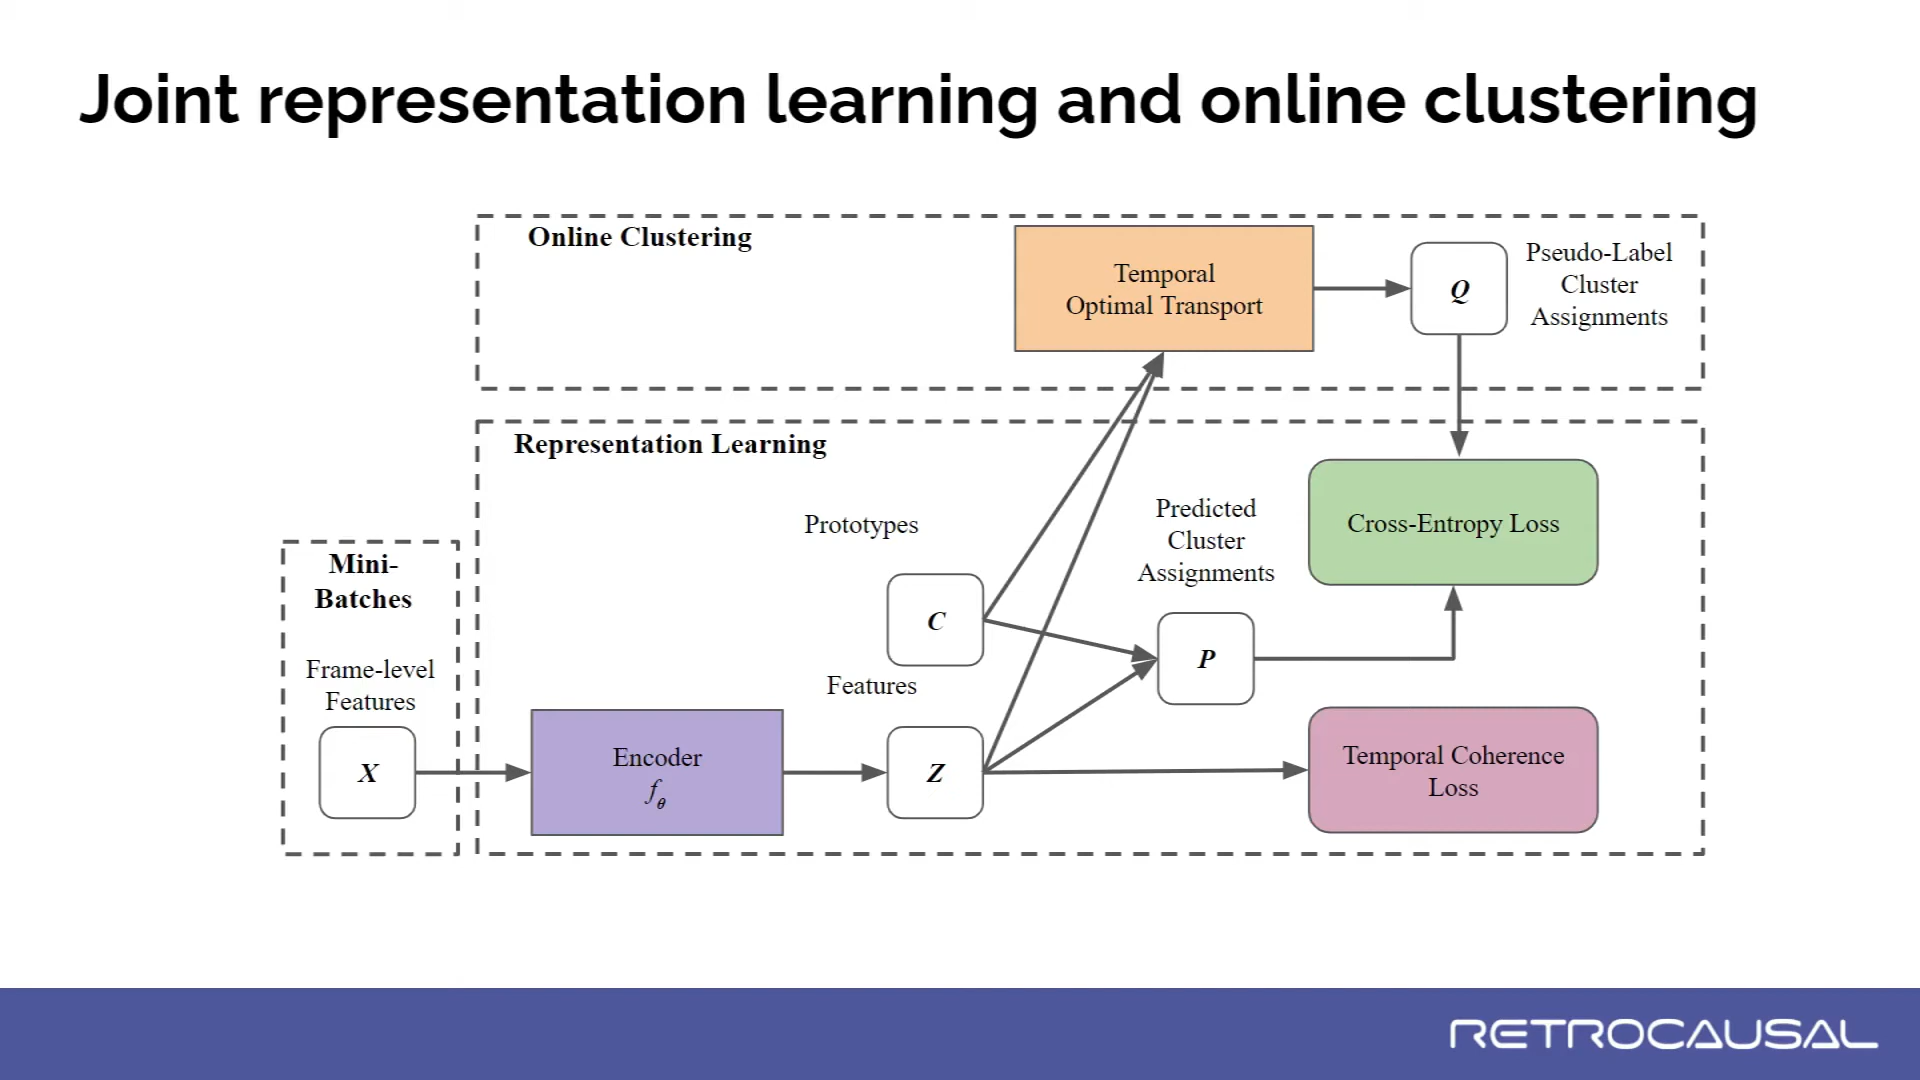 Joint representation learning and online clustering
Online Clustering
Temporal
Optimal Transport
Q
Pseudo-Label
Cluster
Assignments
Representation Learning
Prototypes
C
Predicted
Cluster
Assignments
P
Cross-Entropy Loss
Mini-
Batches
Frame-level
Features
X
Encoder
fθ
Features
Z
Temporal Coherence
Loss
RETROCAUSAL